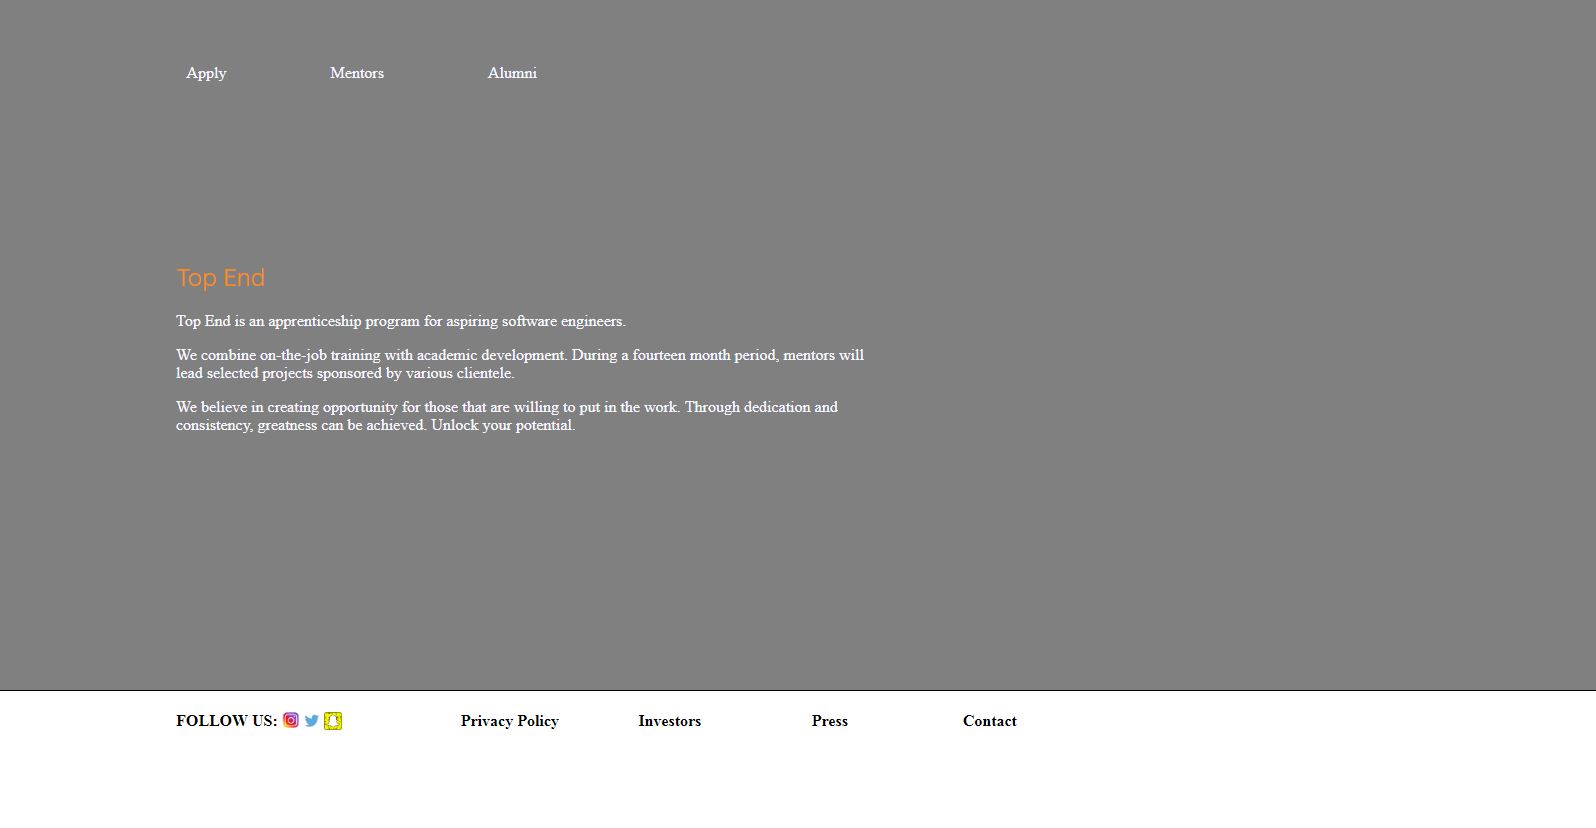 Apply Mentors Alumni
Top End
Top End is an apprenticeship program for aspiring software engineers.
We combine on-the-job training with academic development. During a fourteen month period, mentors will
lead selected projects sponsored by various clientele.
We believe in creating opportunity for those that are willing to put in the work. Through dedication and
consistency, greatness can be achieved. Unlock your potential.
FOLLOW US: Privacy Policy Investors Press Contact